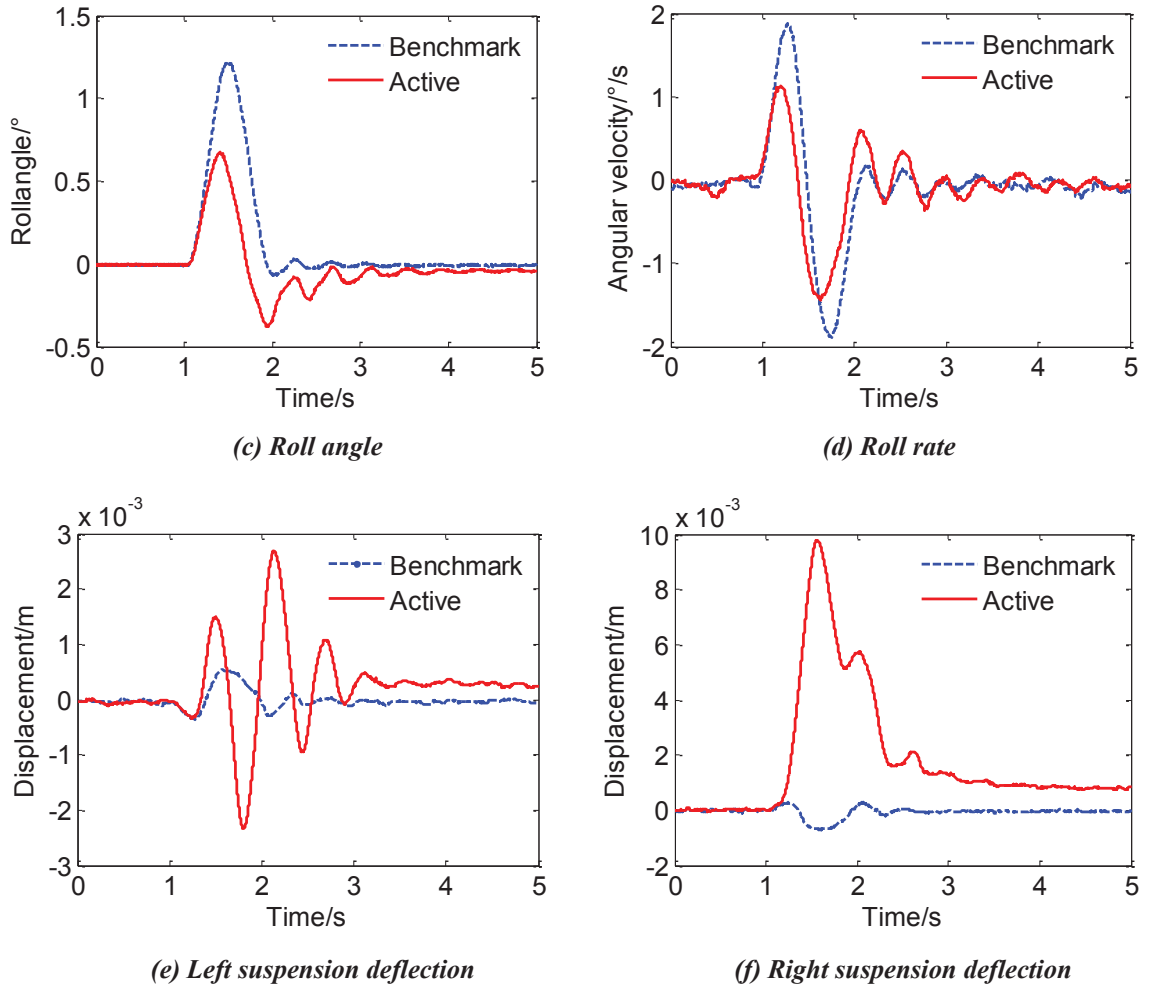 1.5
1
0.5
0
-0.5
Rollangle/°
Benchmark
Active
0 1 2 3 4 5
Time/s
(c) Roll angle
2
1
0
-1
-2
Angular velocity/°/s
Benchmark
Active
0 1 2 3 4 5
Time/s
(d) Roll rate
x 10-3
3
2
1
0
-1
-2
-3
Displacement/m
Benchmark
Active
0 1 2 3 4 5
Time/s
(e) Left suspension deflection
x 10-3
10
8
6
4
2
0
-2
Displacement/m
Benchmark
Active
0 1 2 3 4 5
Time/s
(f) Right suspension deflection